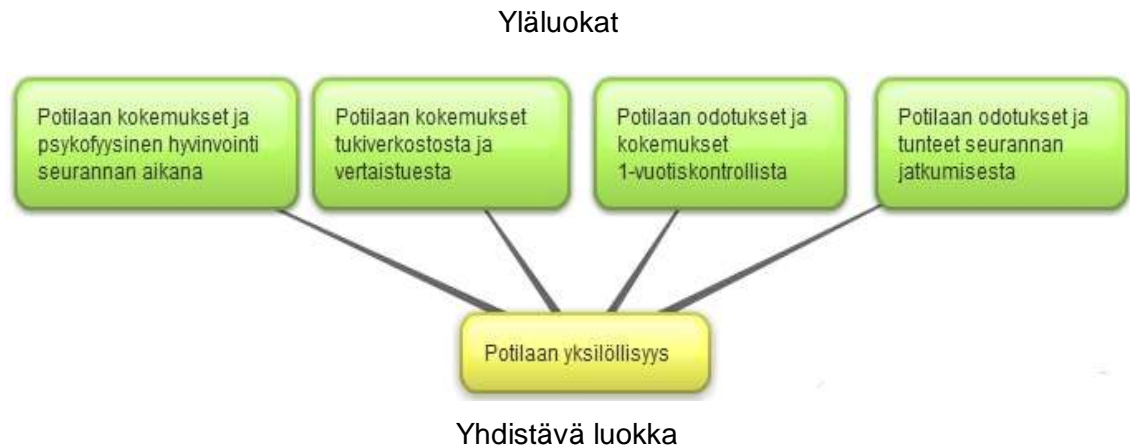 Yläluokat
Potilaan kokemukset ja
psykofyysinen hyvinvointi
seurannan aikana
Potilaan kokemukset
tukiverkostosta ja
vertaistuesta
Potilaan odotukset ja
kokemukset
1-vuotiskontrollista
Potilaan odotukset ja
tunteet seurannan
jatkumisesta
Potilaan yksilöllisyys
Yhdistävä luokka